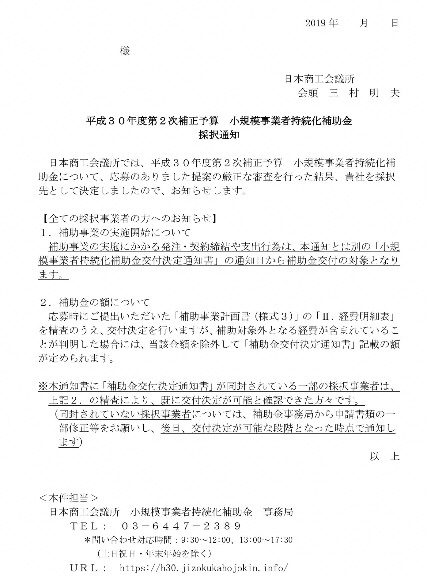 2019 年　　月　　日
様
日本商工会議所
会頭　三　村　明　夫
平成３０年度第２次補正予算　小規模事業者持続化補助金
採択通知
日本商工会議所では、平成３０年度第２次補正予算　小規模事業者持続化補
助金について、応募のありました提案の厳正な審査を行った結果、貴社を採択
先として決定しましたので、お知らせします。
【全ての採択事業者の方へのお知らせ】
１．補助事業の実施開始について
補助事業の実施にかかる発注・契約締結や支出行為は、本通知とは別の「小規
模事業者持続化補助金交付決定通知書」の通知日から補助金交付の対象となり
ます。
２．補助金の額について
応募時にご提出いただいた「補助事業計画書（様式３）」の「Ⅱ．経費明細表」
を精査のうえ、交付決定を行いますが、補助対象外となる経費が含まれているこ
とが判明した場合には、当該金額を除外して「補助金交付決定通知書」記載の額
が定められます。
※本通知書に「補助金交付決定通知書」が同封されている一部の採択事業者は、
上記２．の精査により、既に交付決定が可能と確認できた方々です。
（同封されていない採択事業者については、補助金事務局から申請書類の一
部修正等をお願いし、後日、交付決定が可能な段階となった時点で通知し
ます）
以　上
＜本件担当＞
日本商工会議所　小規模事業者持続化補助金　事務局
ＴＥＬ：　０３－６４４７－２３８９
＊問い合わせ対応時間：9:30～12:00, 13:00～17:30
（土日祝日・年末年始を除く）
ＵＲＬ：　https://h30.jizokukahojokin.info/